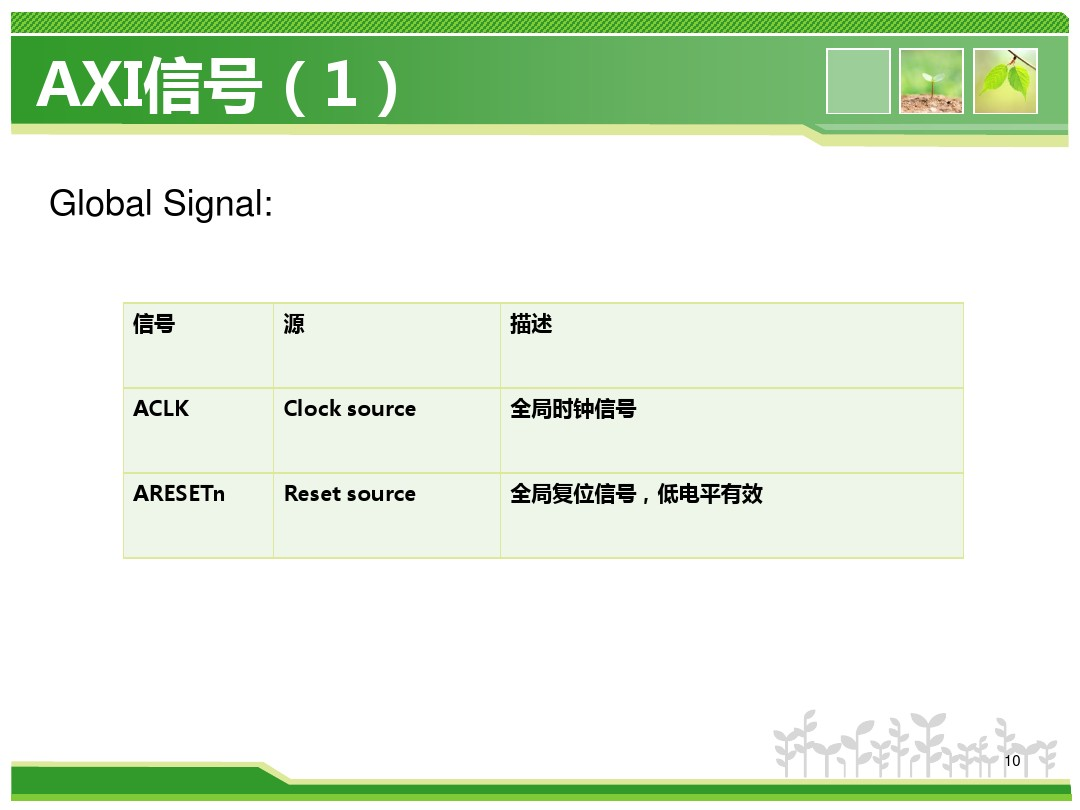 AXI信号（1）
Global Signal:
信号 源 描述
ACLK Clock source 全局时钟信号
ARESETn Reset source 全局复位信号，低电平有效
10